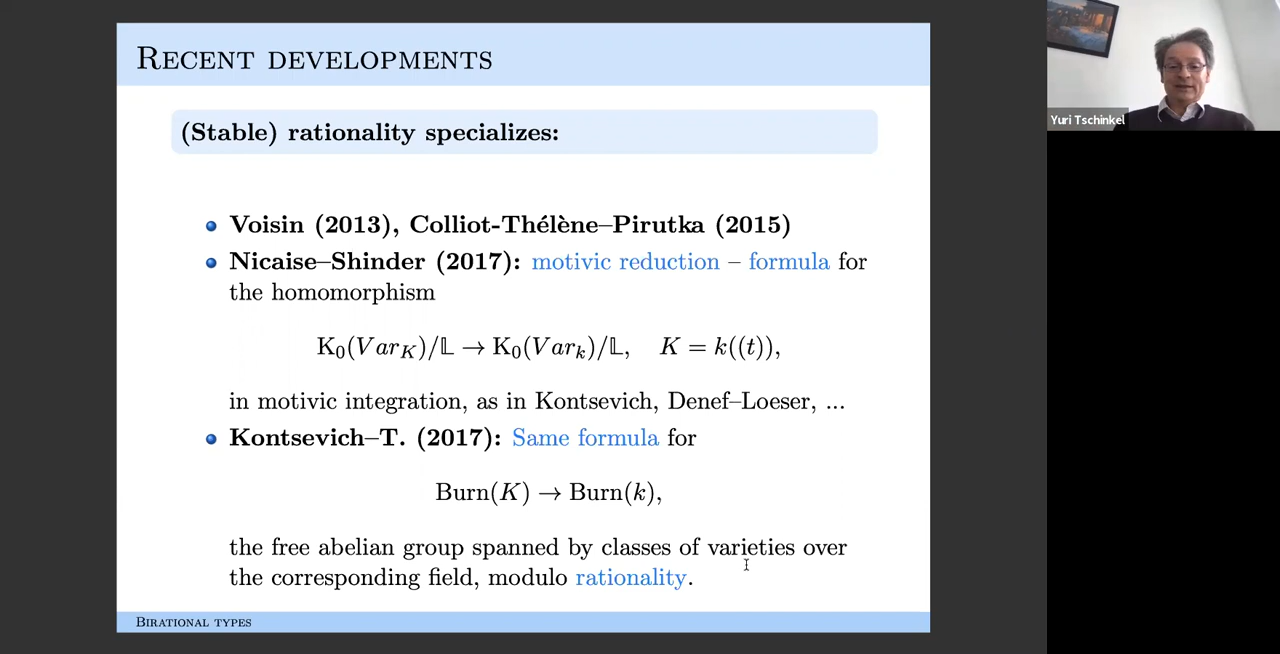 RECENT DEVELOPMENTS
(Stable) rationality specializes:
Voisin (2013), Colliot-Thélène–Pirutka (2015)
Nicaise–Shinder (2017): motivic reduction – formula for
the homomorphism
K₀(Var_K)/𝕃 → K₀(Var_k)/𝕃, K = k((t)),
in motivic integration, as in Kontsevich, Denef–Loeser, ...
Kontsevich–T. (2017): Same formula for
Burn(K) → Burn(k),
the free abelian group spanned by classes of varieties over
the corresponding field, modulo rationality.
BIRATIONAL TYPES
Yuri Tschinkel